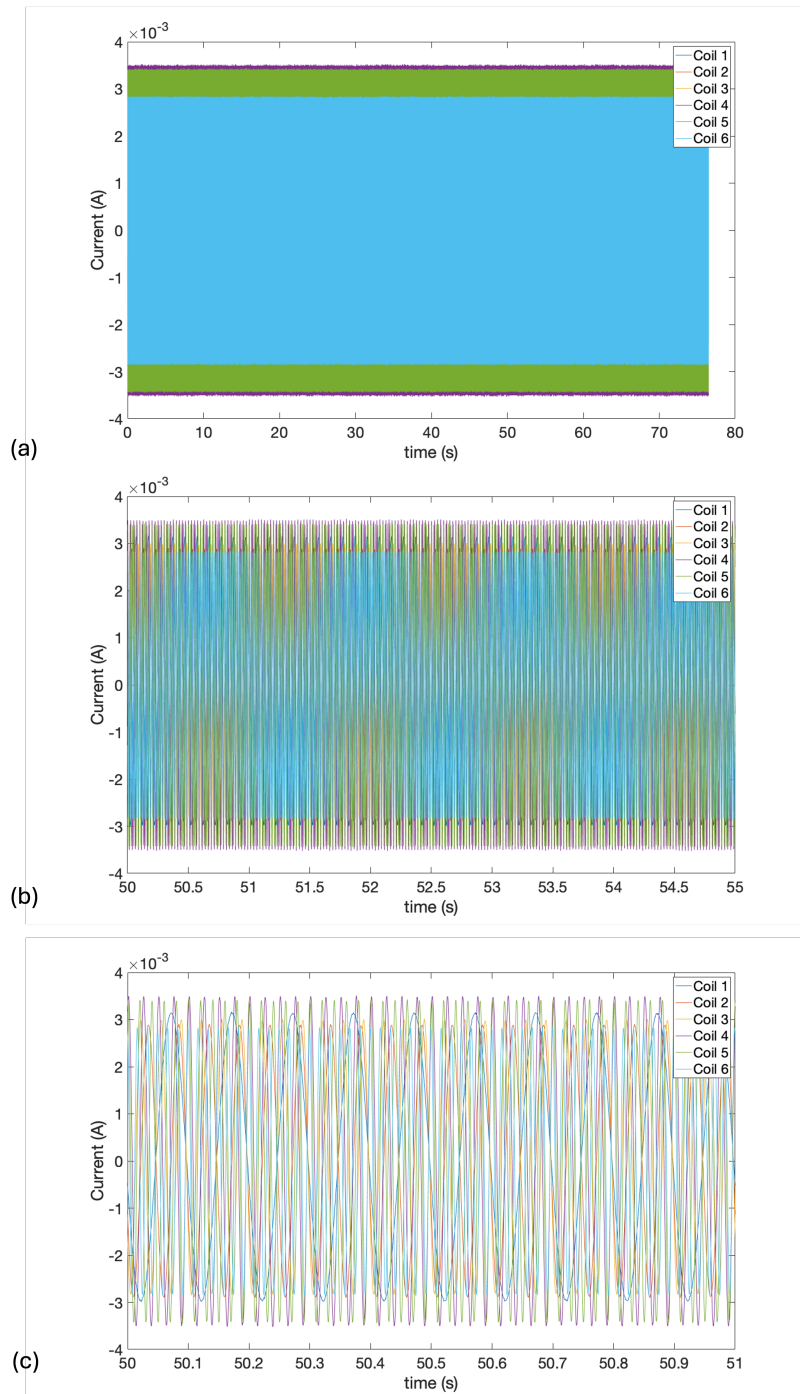 ×10⁻³
4
3
2
1
0
-1
-2
-3
-4
Current (A)
0 10 20 30 40 50 60 70 80
time (s)
Coil 1
Coil 2
Coil 3
Coil 4
Coil 5
Coil 6
(a)
×10⁻³
4
3
2
1
0
-1
-2
-3
-4
Current (A)
50 50.5 51 51.5 52 52.5 53 53.5 54 54.5 55
time (s)
Coil 1
Coil 2
Coil 3
Coil 4
Coil 5
Coil 6
(b)
×10⁻³
4
3
2
1
0
-1
-2
-3
-4
Current (A)
50 50.1 50.2 50.3 50.4 50.5 50.6 50.7 50.8 50.9 51
time (s)
Coil 1
Coil 2
Coil 3
Coil 4
Coil 5
Coil 6
(c)